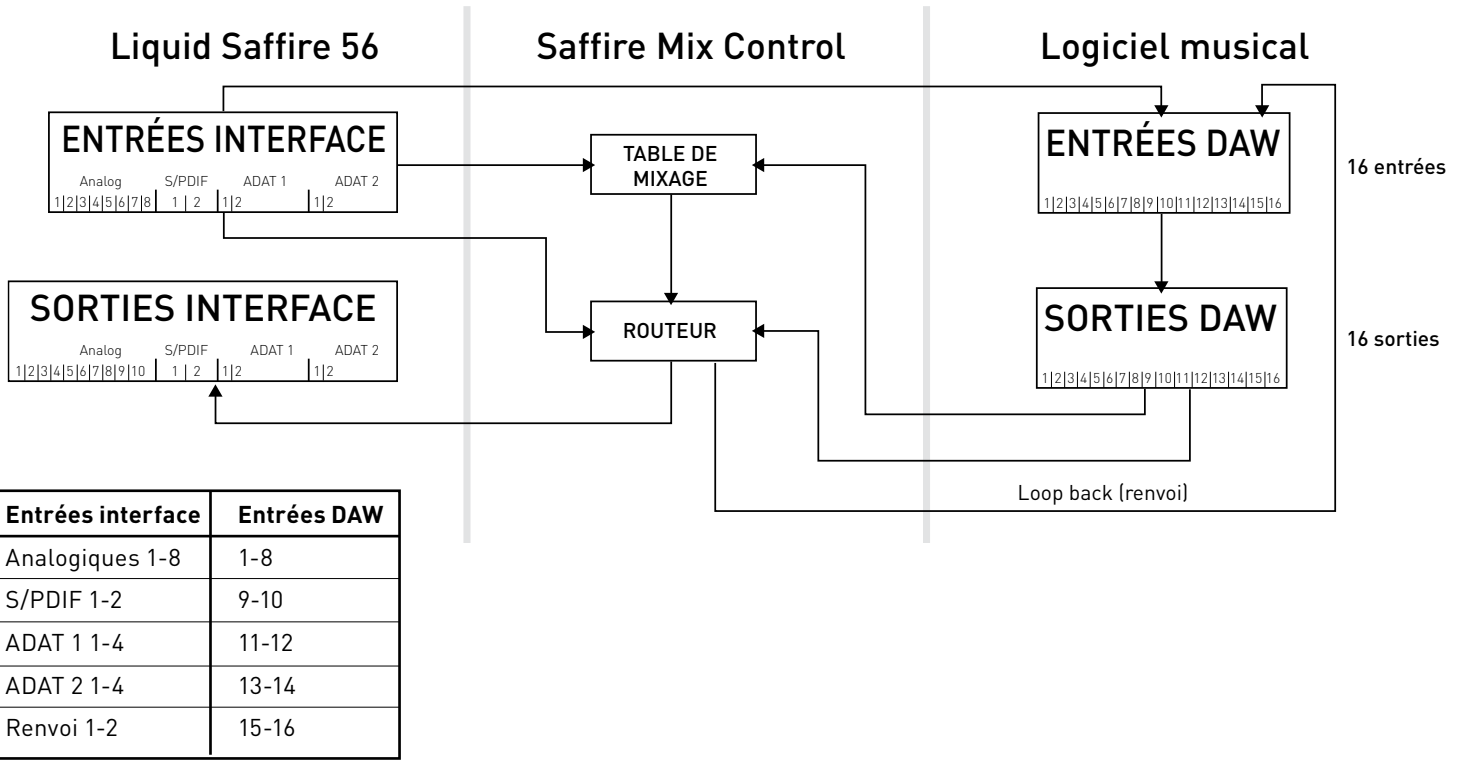 Liquid Saffire 56
Saffire Mix Control
Logiciel musical
ENTRÉES INTERFACE
Analog S/PDIF ADAT 1 ADAT 2
1|2|3|4|5|6|7|8 1 | 2 1|2 1|2
TABLE DE
MIXAGE
ENTRÉES DAW
1|2|3|4|5|6|7|8|9|10|11|12|13|14|15|16
16 entrées
SORTIES INTERFACE
Analog S/PDIF ADAT 1 ADAT 2
1|2|3|4|5|6|7|8|9|10 1 | 2 1|2 1|2
ROUTEUR
SORTIES DAW
1|2|3|4|5|6|7|8|9|10|11|12|13|14|15|16
16 sorties
Loop back (renvoi)
Entrées interface Entrées DAW
Analogiques 1-8 1-8
S/PDIF 1-2 9-10
ADAT 1 1-4 11-12
ADAT 2 1-4 13-14
Renvoi 1-2 15-16